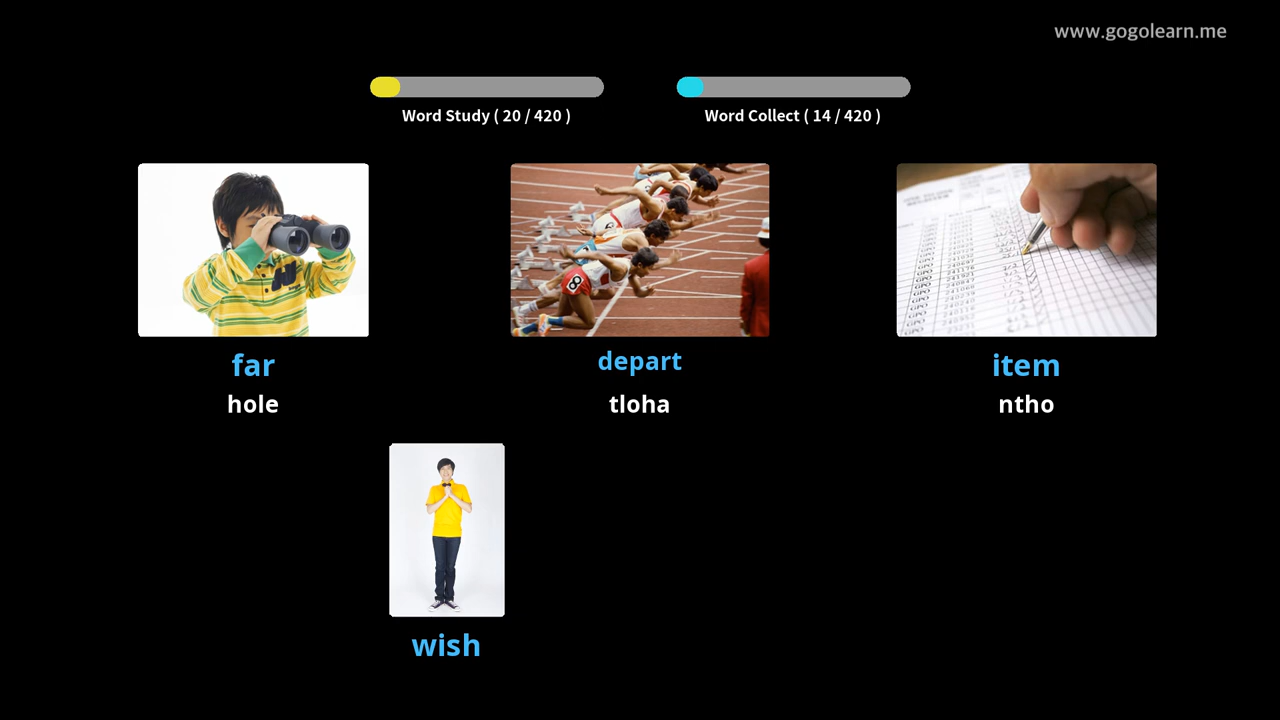 www.gogolearn.me
Word Study ( 20 / 420 )
Word Collect ( 14 / 420 )
far
depart
item
hole
tloha
ntho
wish